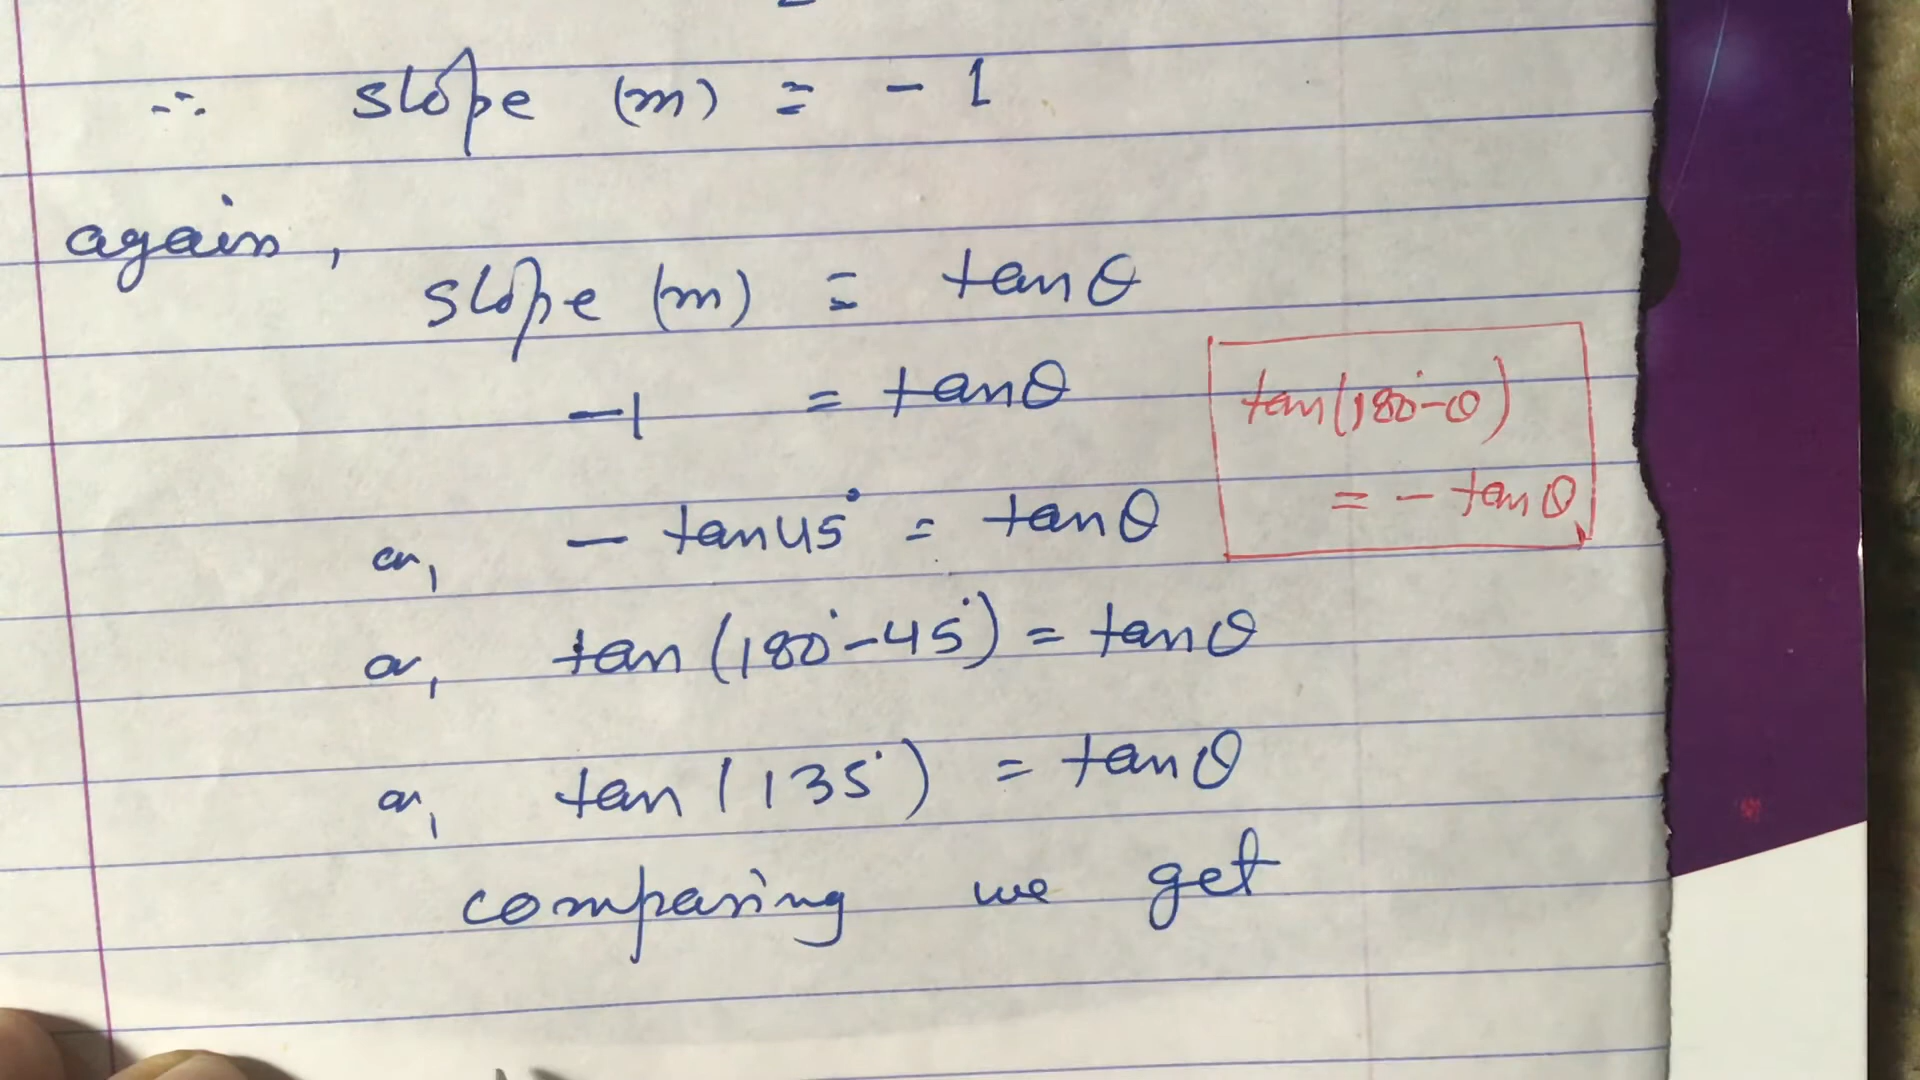 ∴ slope (m) = - 1
again,
slope (m) = tanθ
-1 = tanθ
or, - tan45° = tanθ
or, tan(180°-45°) = tanθ
or, tan(135°) = tanθ
comparing we get
tan(180°-θ)
= - tanθ